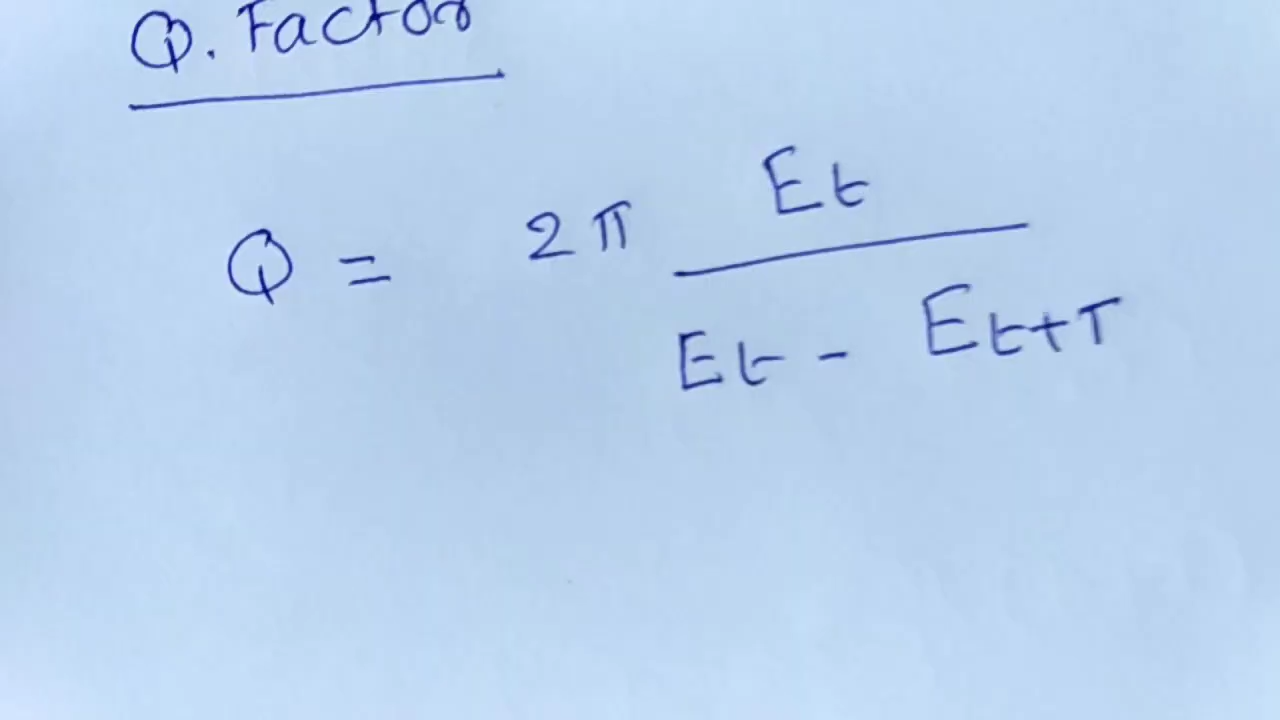 Q. Factor
Q = 2π Et / Et - Et+T